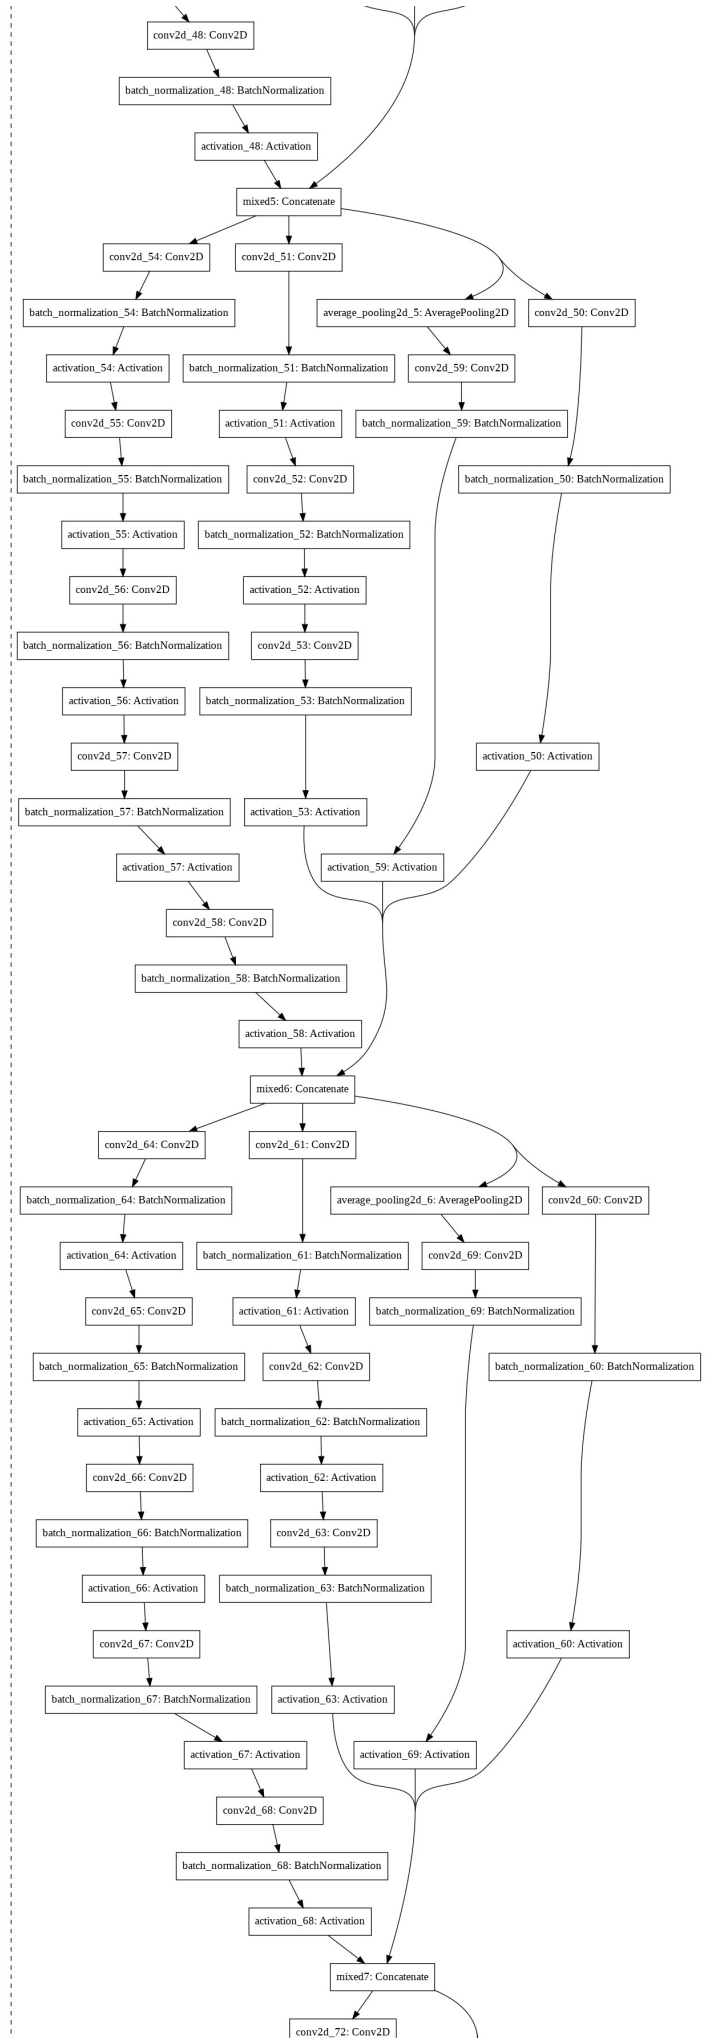 conv2d_48: Conv2D
batch_normalization_48: BatchNormalization
activation_48: Activation
mixed5: Concatenate
conv2d_54: Conv2D
conv2d_51: Conv2D
batch_normalization_54: BatchNormalization
average_pooling2d_5: AveragePooling2D
conv2d_50: Conv2D
activation_54: Activation
batch_normalization_51: BatchNormalization
conv2d_59: Conv2D
conv2d_55: Conv2D
activation_51: Activation
batch_normalization_59: BatchNormalization
batch_normalization_55: BatchNormalization
conv2d_52: Conv2D
batch_normalization_50: BatchNormalization
activation_55: Activation
batch_normalization_52: BatchNormalization
conv2d_56: Conv2D
activation_52: Activation
batch_normalization_56: BatchNormalization
conv2d_53: Conv2D
activation_56: Activation
batch_normalization_53: BatchNormalization
conv2d_57: Conv2D
activation_50: Activation
batch_normalization_57: BatchNormalization
activation_53: Activation
activation_57: Activation
activation_59: Activation
conv2d_58: Conv2D
batch_normalization_58: BatchNormalization
activation_58: Activation
mixed6: Concatenate
conv2d_64: Conv2D
conv2d_61: Conv2D
batch_normalization_64: BatchNormalization
average_pooling2d_6: AveragePooling2D
conv2d_60: Conv2D
activation_64: Activation
batch_normalization_61: BatchNormalization
conv2d_69: Conv2D
conv2d_65: Conv2D
activation_61: Activation
batch_normalization_69: BatchNormalization
batch_normalization_65: BatchNormalization
conv2d_62: Conv2D
batch_normalization_60: BatchNormalization
activation_65: Activation
batch_normalization_62: BatchNormalization
conv2d_66: Conv2D
activation_62: Activation
batch_normalization_66: BatchNormalization
conv2d_63: Conv2D
activation_66: Activation
batch_normalization_63: BatchNormalization
conv2d_67: Conv2D
activation_60: Activation
batch_normalization_67: BatchNormalization
activation_63: Activation
activation_67: Activation
activation_69: Activation
conv2d_68: Conv2D
batch_normalization_68: BatchNormalization
activation_68: Activation
mixed7: Concatenate
conv2d_72: Conv2D